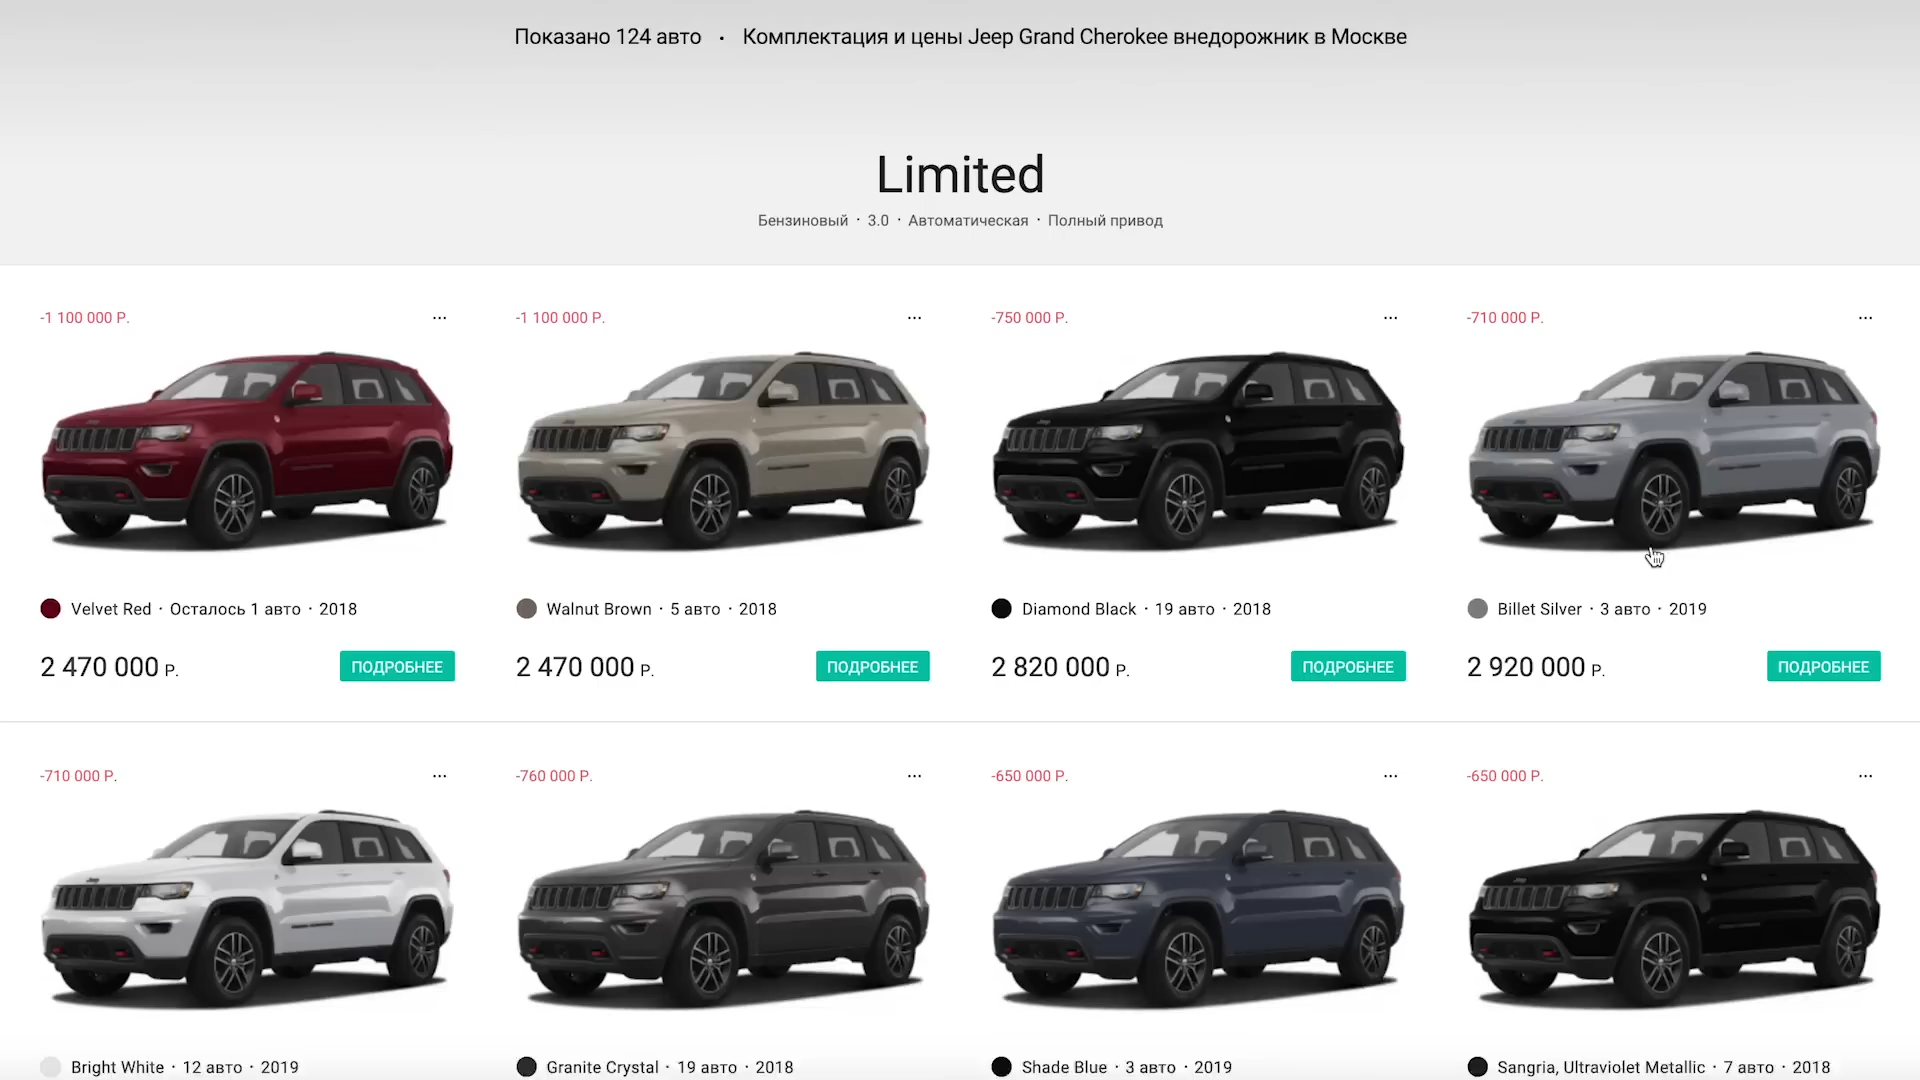 Показано 124 авто • Комплектация и цены Jeep Grand Cherokee внедорожник в Москве
Limited
Бензиновый · 3.0 · Автоматическая · Полный привод
-1 100 000 Р. ...
-1 100 000 Р. ...
-750 000 Р. ...
-710 000 Р. ...
Velvet Red · Осталось 1 авто · 2018
Walnut Brown · 5 авто · 2018
Diamond Black · 19 авто · 2018
Billet Silver · 3 авто · 2019
2 470 000 Р. ПОДРОБНЕЕ
2 470 000 Р. ПОДРОБНЕЕ
2 820 000 Р. ПОДРОБНЕЕ
2 920 000 Р. ПОДРОБНЕЕ
-710 000 Р. ...
-760 000 Р. ...
-650 000 Р. ...
-650 000 Р. ...
Bright White · 12 авто · 2019
Granite Crystal · 19 авто · 2018
Shade Blue · 3 авто · 2019
Sangria, Ultraviolet Metallic · 7 авто · 2018